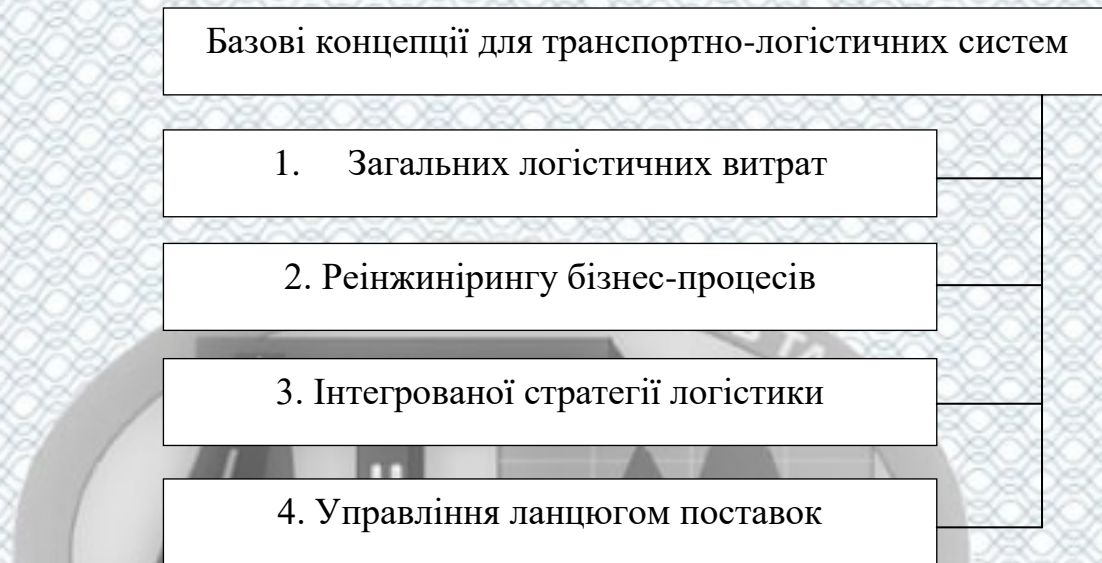 Базові концепції для транспортно-логістичних систем
1. Загальних логістичних витрат
2. Реінжинірингу бізнес-процесів
3. Інтегрованої стратегії логістики
4. Управління ланцюгом поставок